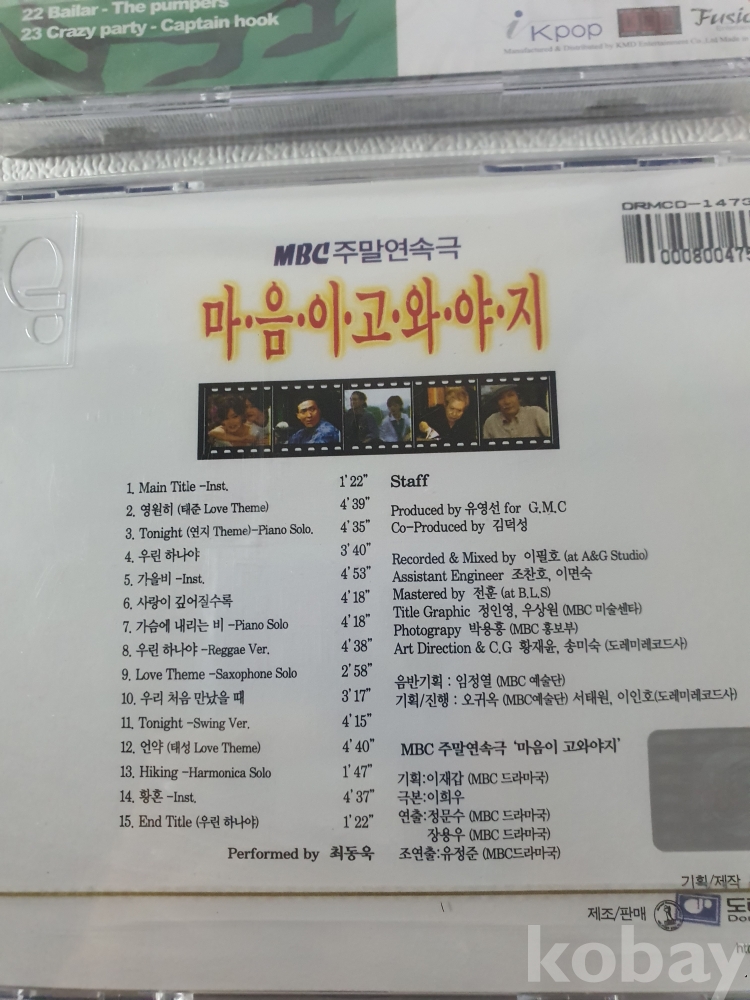 22 Bailar - The pumpers
23 Crazy party - Captain hook
i Kpop
Manufactured & Distributed by KMD Entertainment Co.,Ltd.Made in
DRMCD-1473
000800475
MBC 주말연속극
마·음·이·고·와·야·지
1. Main Title -Inst. 1'22"
2. 영원히 (태준 Love Theme) 4'39"
3. Tonight (연지 Theme)-Piano Solo. 4'35"
4. 우린 하나야 3'40"
5. 가을비 -Inst. 4'53"
6. 사랑이 깊어질수록 4'18"
7. 가슴에 내리는 비 -Piano Solo 4'18"
8. 우린 하나야 -Reggae Ver. 4'38"
9. Love Theme -Saxophone Solo 2'58"
10. 우리 처음 만났을 때 3'17"
11. Tonight -Swing Ver. 4'15"
12. 언약 (태성 Love Theme) 4'40"
13. Hiking -Harmonica Solo 1'47"
14. 황혼 -Inst. 4'37"
15. End Title (우린 하나야) 1'22"
Performed by 최동욱
Staff
Produced by 유영선 for G.M.C
Co-Produced by 김덕성
Recorded & Mixed by 이필호 (at A&G Studio)
Assistant Engineer 조찬호, 이면숙
Mastered by 전훈 (at B.L.S)
Title Graphic 정인영, 우상원 (MBC 미술센타)
Photograpy 박용흥 (MBC 홍보부)
Art Direction & C.G 황재윤, 송미숙 (도레미레코드사)
음반기획 : 임정열 (MBC 예술단)
기획/진행 : 오귀옥 (MBC예술단) 서태원, 이인호(도레미레코드사)
MBC 주말연속극 '마음이 고와야지'
기획:이재갑 (MBC 드라마국)
극본:이희우
연출:정문수 (MBC 드라마국)
장용우 (MBC 드라마국)
조연출:유정준 (MBC드라마국)
기획/제작
제조/판매
kobay